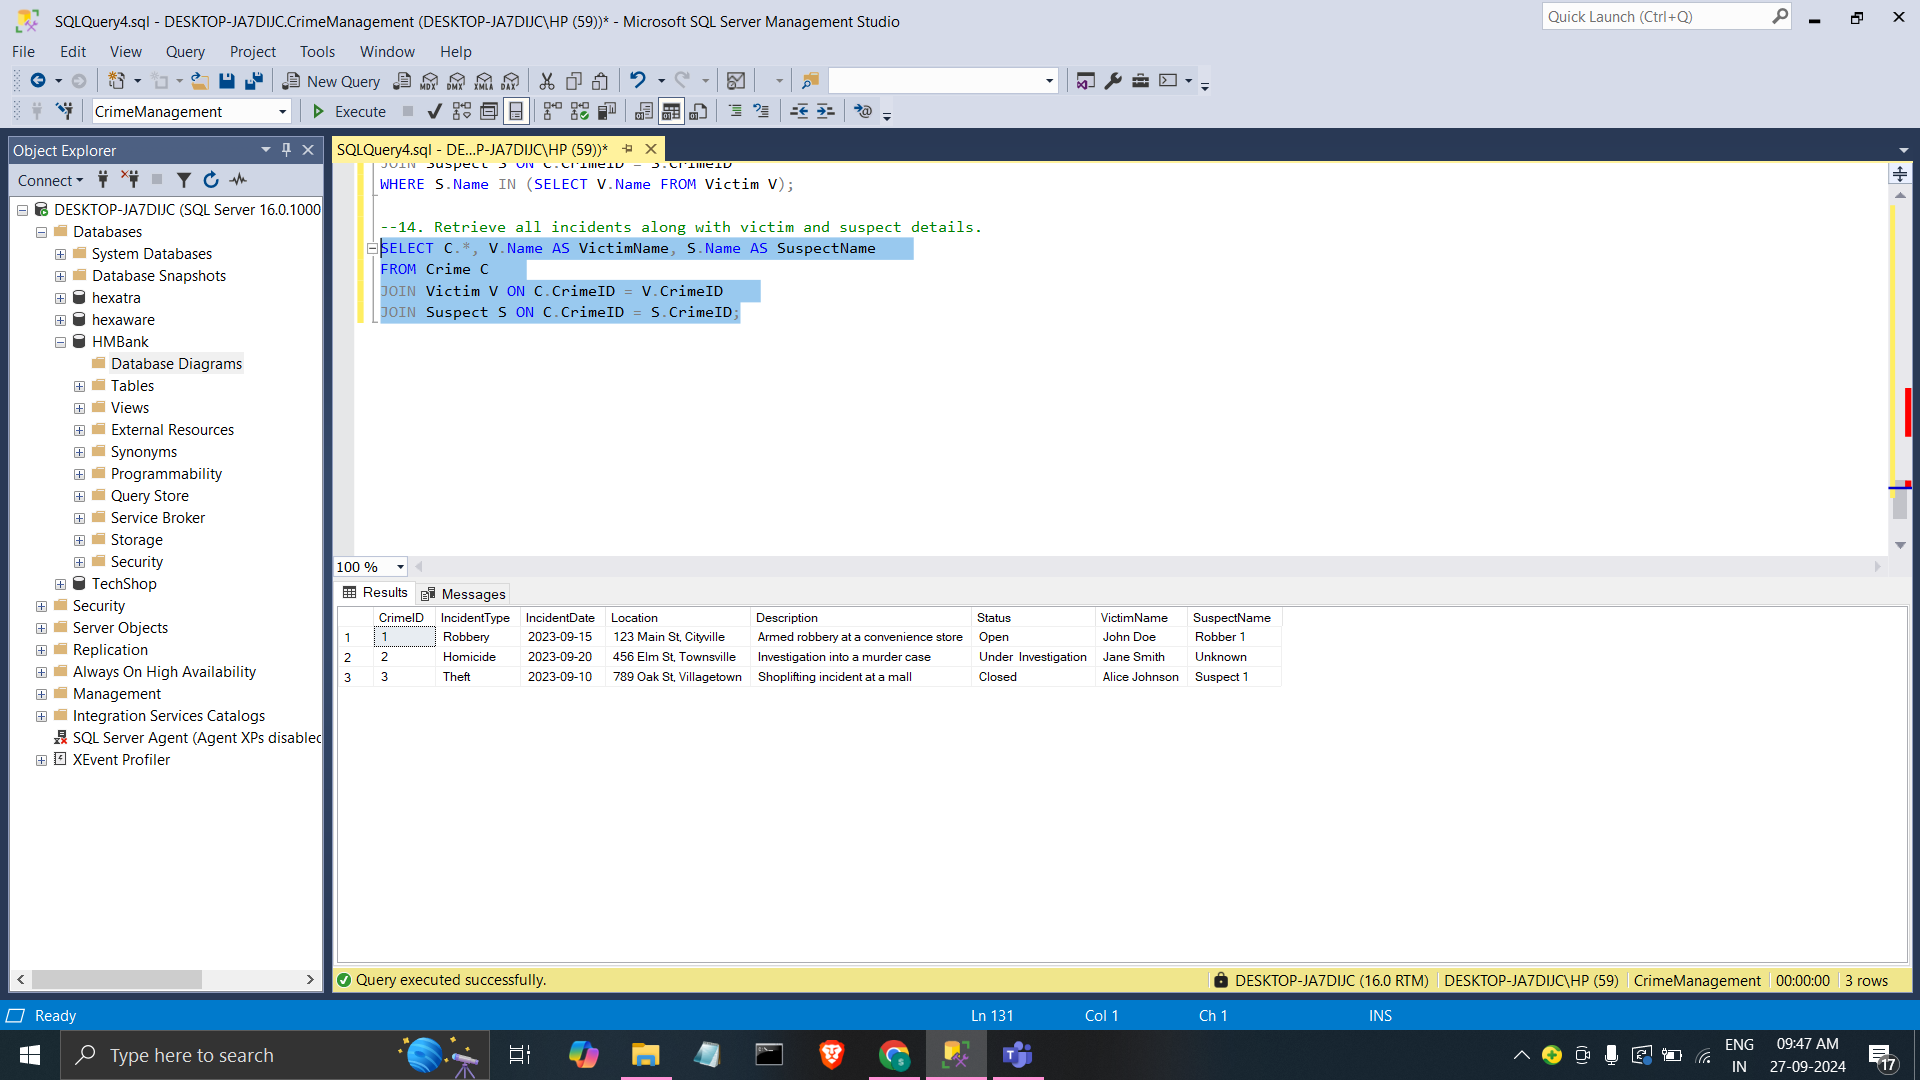 SQLQuery4.sql - DESKTOP-JA7DIJC.CrimeManagement (DESKTOP-JA7DIJC\HP (59))* - Microsoft SQL Server Management Studio
Quick Launch (Ctrl+Q)
File Edit View Query Project Tools Window Help
New Query MDX DMX XMLA DAX
CrimeManagement Execute
Object Explorer
Connect
DESKTOP-JA7DIJC (SQL Server 16.0.1000
Databases
System Databases
Database Snapshots
hexatra
hexaware
HMBank
Database Diagrams
Tables
Views
External Resources
Synonyms
Programmability
Query Store
Service Broker
Storage
Security
TechShop
Security
Server Objects
Replication
Always On High Availability
Management
Integration Services Catalogs
SQL Server Agent (Agent XPs disabled
XEvent Profiler
SQLQuery4.sql - DE...P-JA7DIJC\HP (59))*
JOIN Suspect S ON C.CrimeID = S.CrimeID
WHERE S.Name IN (SELECT V.Name FROM Victim V);
--14. Retrieve all incidents along with victim and suspect details.
SELECT C.*, V.Name AS VictimName, S.Name AS SuspectName
FROM Crime C
JOIN Victim V ON C.CrimeID = V.CrimeID
JOIN Suspect S ON C.CrimeID = S.CrimeID;
100 %
Results Messages
CrimeID IncidentType IncidentDate Location Description Status VictimName SuspectName
1 1 Robbery 2023-09-15 123 Main St, Cityville Armed robbery at a convenience store Open John Doe Robber 1
2 2 Homicide 2023-09-20 456 Elm St, Townsville Investigation into a murder case Under Investigation Jane Smith Unknown
3 3 Theft 2023-09-10 789 Oak St, Villagetown Shoplifting incident at a mall Closed Alice Johnson Suspect 1
Query executed successfully. DESKTOP-JA7DIJC (16.0 RTM) DESKTOP-JA7DIJC\HP (59) CrimeManagement 00:00:00 3 rows
Ready Ln 131 Col 1 Ch 1 INS
Type here to search
ENG
IN
09:47 AM
27-09-2024
17